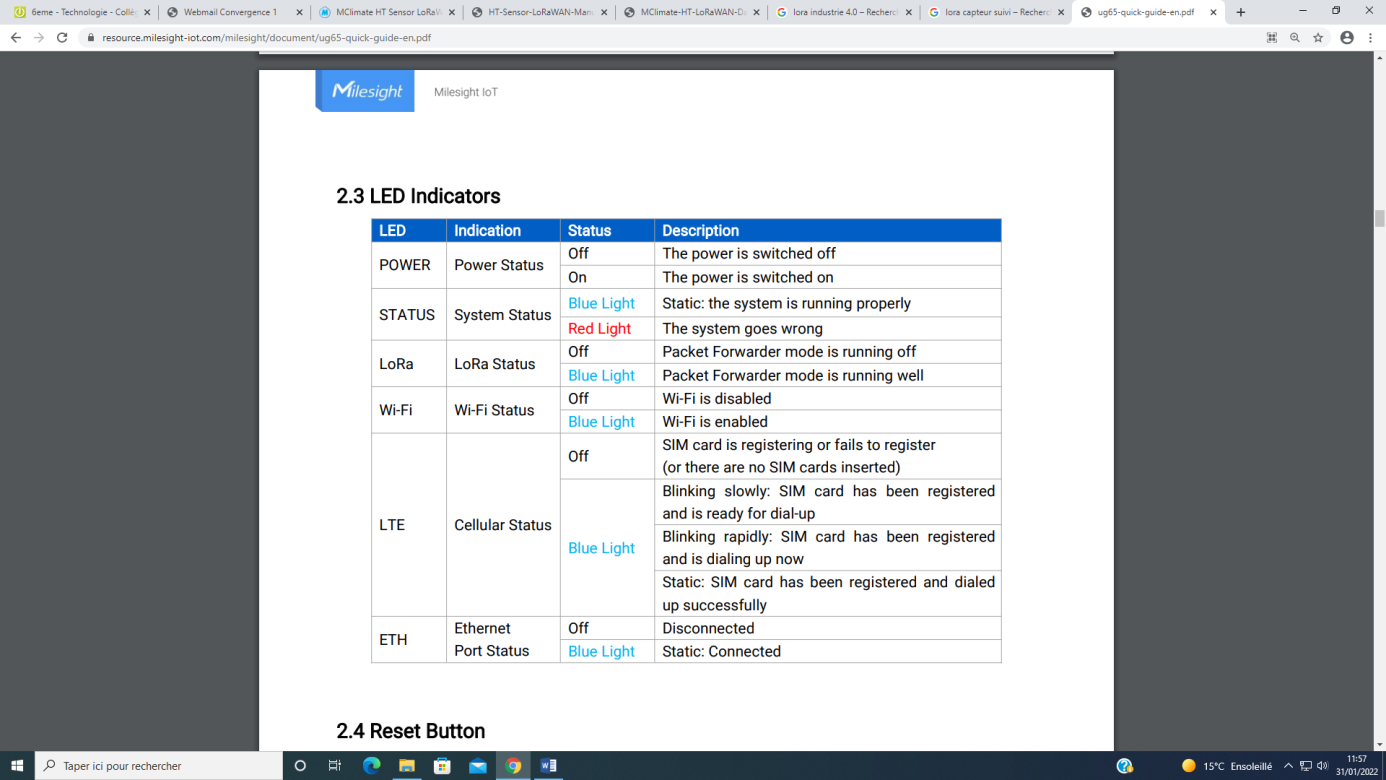 6eme - Technologie - Collè
Webmail Convergence 1
MClimate HT Sensor LoRaW
HT-Sensor-LoRaWAN-Manu
MClimate-HT-LoRaWAN-Da
lora industrie 4.0 – Recherch
lora capteur suivi – Recherc
ug65-quick-guide-en.pdf
resource.milesight-iot.com/milesight/document/ug65-quick-guide-en.pdf
Milesight
Milesight IoT
2.3 LED Indicators
LED Indication Status Description
POWER Power Status Off The power is switched off
On The power is switched on
STATUS System Status Blue Light Static: the system is running properly
Red Light The system goes wrong
LoRa LoRa Status Off Packet Forwarder mode is running off
Blue Light Packet Forwarder mode is running well
Wi-Fi Wi-Fi Status Off Wi-Fi is disabled
Blue Light Wi-Fi is enabled
LTE Cellular Status Off SIM card is registering or fails to register
(or there are no SIM cards inserted)
Blue Light Blinking slowly: SIM card has been registered
and is ready for dial-up
Blinking rapidly: SIM card has been registered
and is dialing up now
Static: SIM card has been registered and dialed
up successfully
ETH Ethernet Off Disconnected
Port Status Blue Light Static: Connected
2.4 Reset Button
Taper ici pour rechercher
15°C Ensoleillé
11:57
31/01/2022